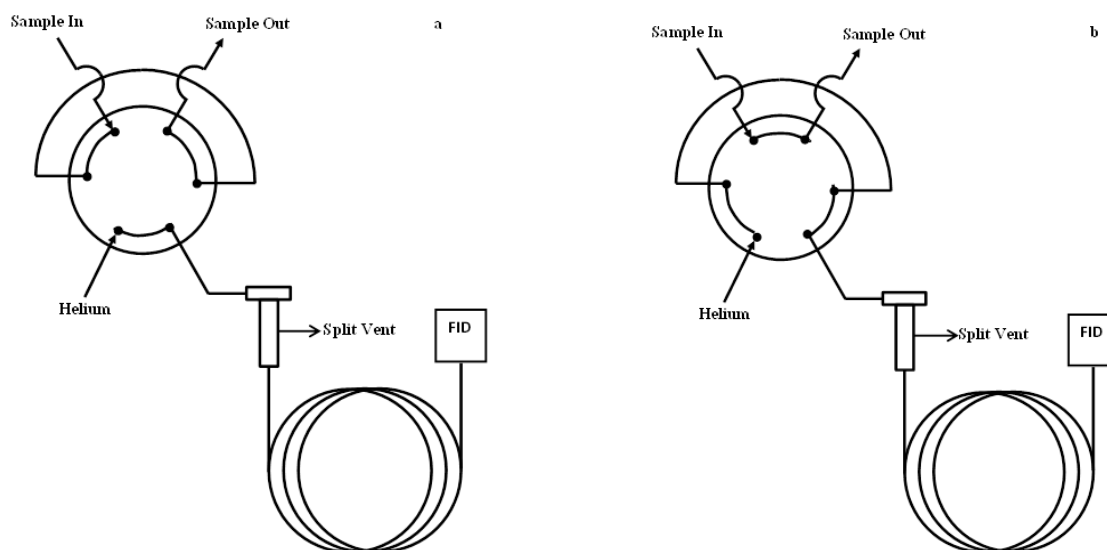 Sample In
Sample Out
a
Helium
Split Vent
FID
Sample In
Sample Out
b
Helium
Split Vent
FID